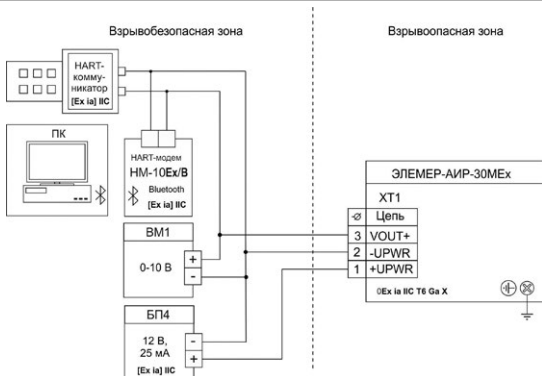 Взрывобезопасная зона
Взрывоопасная зона
HART-
комму-
никатор
[Ex ia] IIC
ПК
HART-модем
HM-10Ex/B
Bluetooth
[Ex ia] IIC
ВМ1
0-10 В
+
-
БП4
12 В,
25 мА
[Ex ia] IIC
-
+
ЭЛЕМЕР-АИР-30МЕх
XT1
Цепь
3 VOUT+
2 -UPWR
1 +UPWR
0Ex ia IIC T6 Ga X